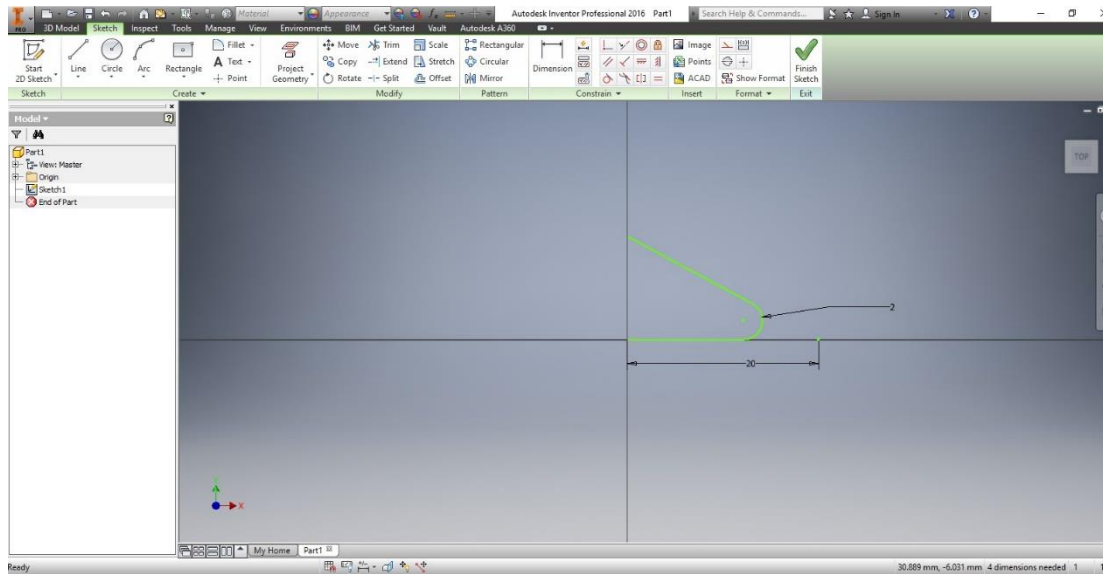 Material
Appearance
Autodesk Inventor Professional 2016 Part1
Search Help & Commands...
Sign In
PRO
3D Model Sketch Inspect Tools Manage View Environments BIM Get Started Vault Autodesk A360
Start
2D Sketch
Line
Circle
Arc
Rectangle
Fillet
Text
Point
Project
Geometry
Move Trim Scale
Copy Extend Stretch
Rotate Split Offset
Rectangular
Circular
Mirror
Dimension
Image
Points
ACAD
Show Format
Finish
Sketch
Sketch Create Modify Pattern Constrain Insert Format Exit
Model
Part1
View: Master
Origin
Sketch1
End of Part
TOP
2
20
Y
X
My Home Part1
Ready
30.889 mm, -6.031 mm 4 dimensions needed 1